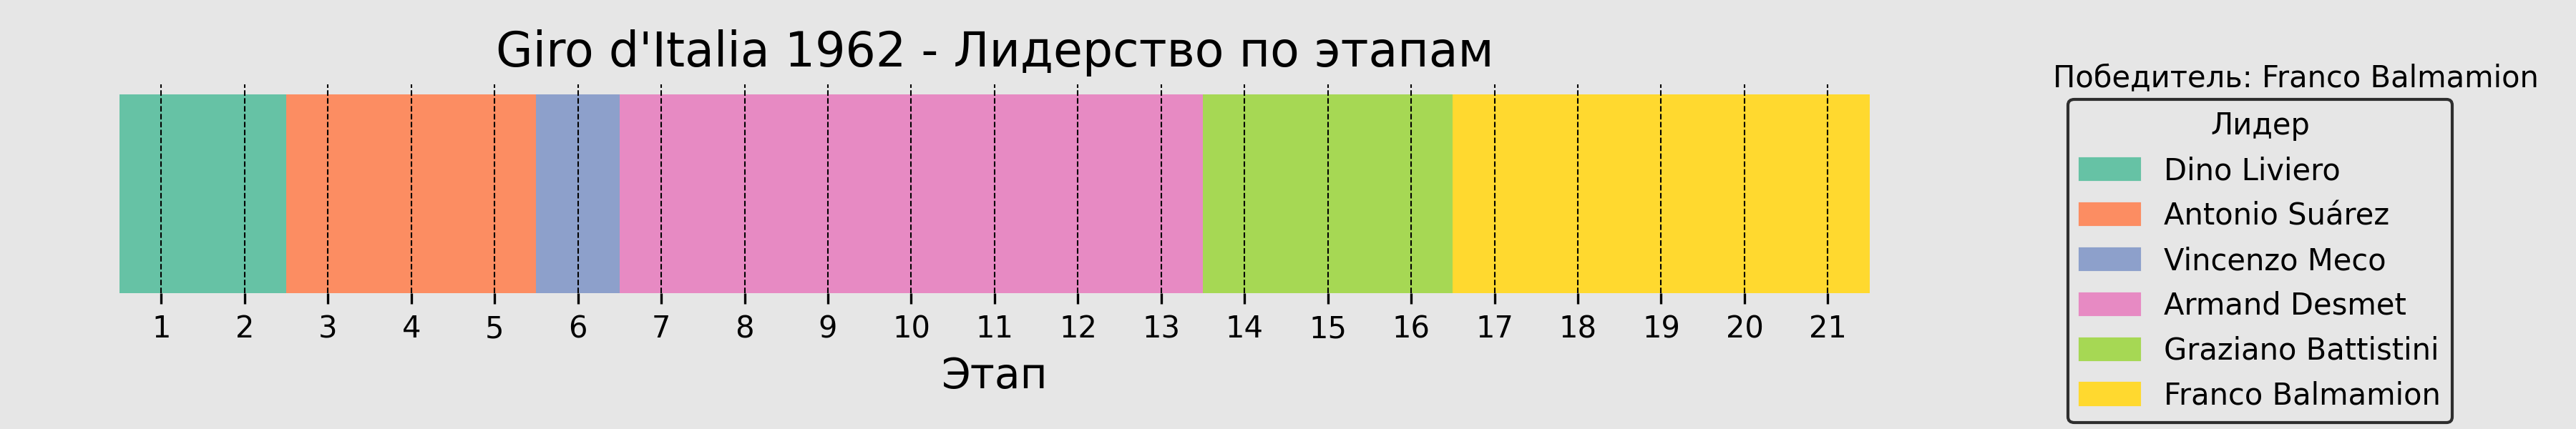 Giro d'Italia 1962 - Лидерство по этапам
1 2 3 4 5 6 7 8 9 10 11 12 13 14 15 16 17 18 19 20 21
Этап
Победитель: Franco Balmamion
Лидер
Dino Liviero
Antonio Suárez
Vincenzo Meco
Armand Desmet
Graziano Battistini
Franco Balmamion